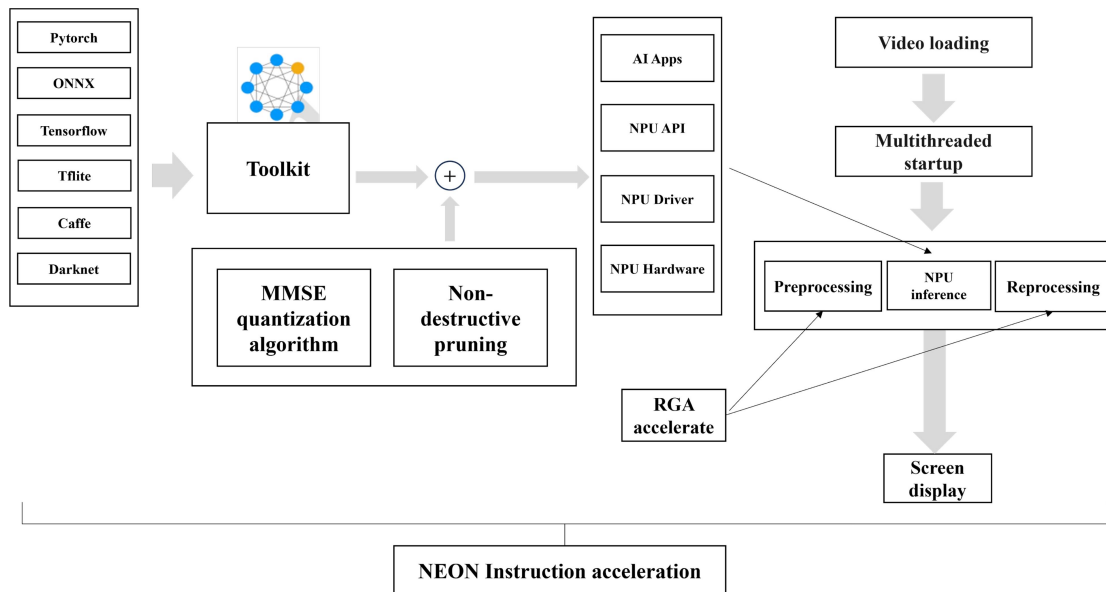 Pytorch
ONNX
Tensorflow
Tflite
Caffe
Darknet
Toolkit
+
MMSE
quantization
algorithm
Non-
destructive
pruning
AI Apps
NPU API
NPU Driver
NPU Hardware
Video loading
Multithreaded
startup
Preprocessing
NPU
inference
Reprocessing
RGA
accelerate
Screen
display
NEON Instruction acceleration